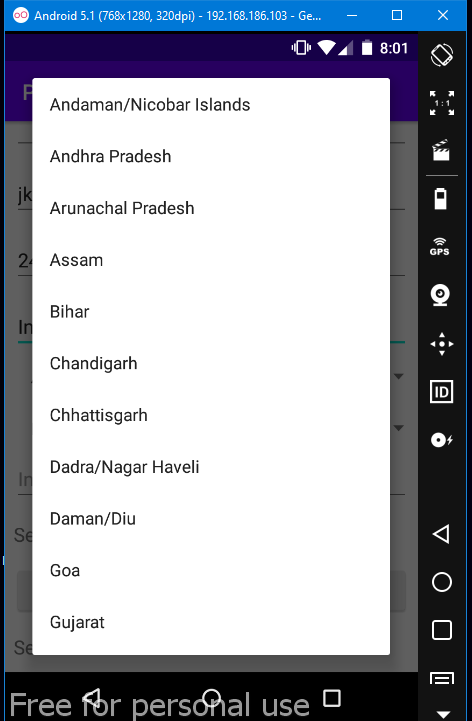 Android 5.1 (768x1280, 320dpi) - 192.168.186.103 - Ge...
8:01
P
Andaman/Nicobar Islands
Andhra Pradesh
jk
Arunachal Pradesh
24
Assam
In
Bihar
Chandigarh
Chhattisgarh
In
Dadra/Nagar Haveli
Se
Daman/Diu
Goa
Gujarat
Se
1:1
GPS
ID
Free for personal use